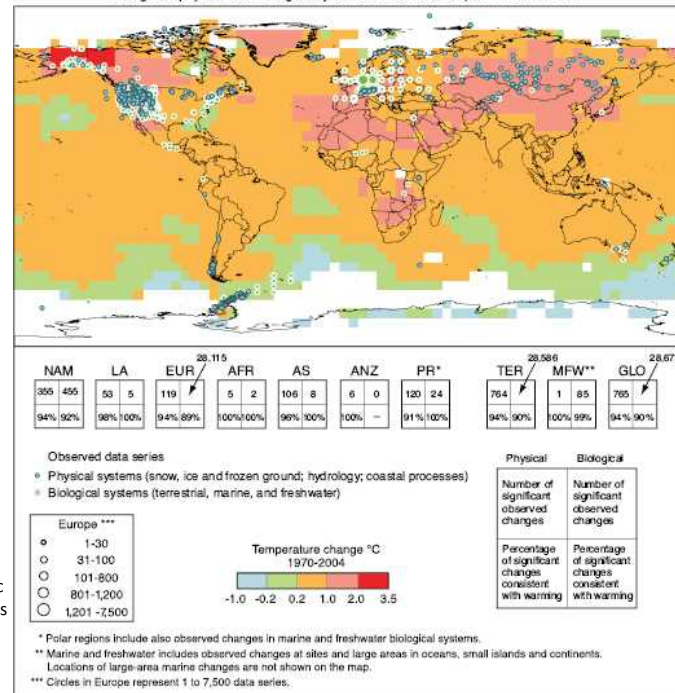 NAM LA EUR AFR AS ANZ PR* TER MFW** GLO
28,115 28,586 28,67
355 455 53 5 119 5 2 106 8 6 0 120 24 764 1 85 765
94% 92% 98% 100% 94% 89% 100% 100% 96% 100% 100% – 91% 100% 94% 90% 100% 99% 94% 90%
Observed data series
Physical systems (snow, ice and frozen ground; hydrology; coastal processes)
Biological systems (terrestrial, marine, and freshwater)
Europe ***
1-30
31-100
101-800
801-1,200
1,201 -7,500
Temperature change °C
1970-2004
-1.0 -0.2 0.2 1.0 2.0 3.5
Physical Biological
Number of significant observed changes
Number of significant observed changes
Percentage of significant changes consistent with warming
Percentage of significant changes consistent with warming
c
s
* Polar regions include also observed changes in marine and freshwater biological systems.
** Marine and freshwater includes observed changes at sites and large areas in oceans, small islands and continents.
Locations of large-area marine changes are not shown on the map.
*** Circles in Europe represent 1 to 7,500 data series.